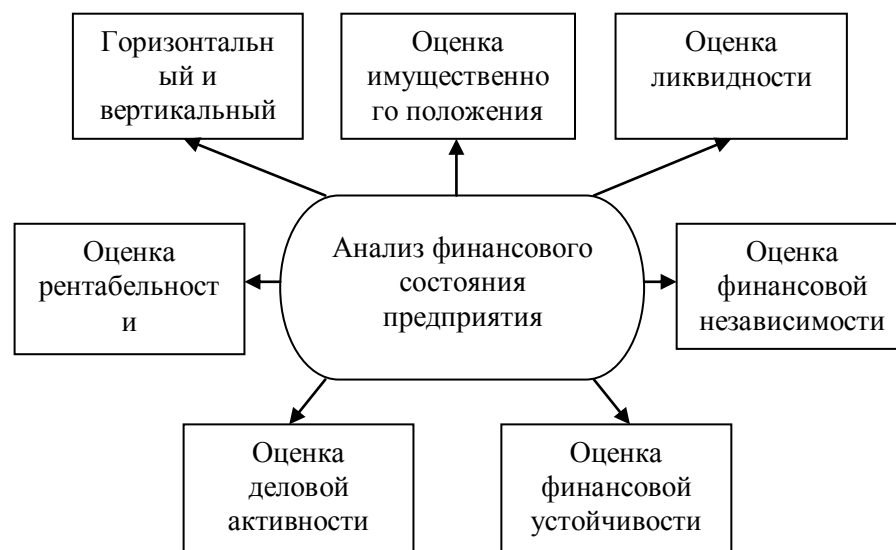 Горизонтальн
ый и
вертикальный
Оценка
имущественно
го положения
Оценка
ликвидности
Оценка
рентабельност
и
Анализ финансового
состояния
предприятия
Оценка
финансовой
независимости
Оценка
деловой
активности
Оценка
финансовой
устойчивости